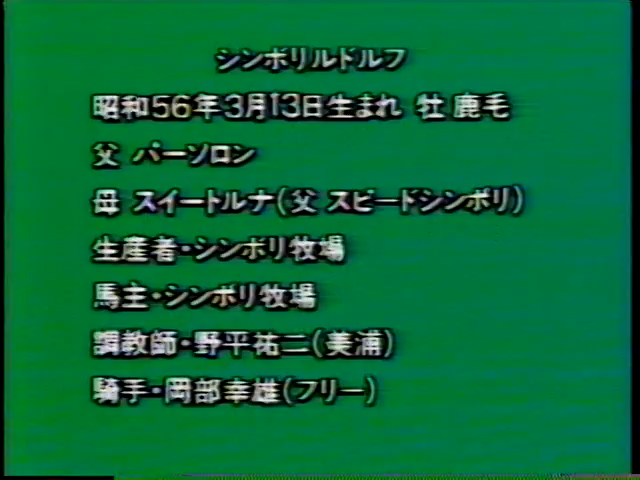 シンボリルドルフ
昭和56年3月13日生まれ 牡 鹿毛
父 パーソロン
母 スイートルナ(父 スピードシンボリ)
生産者・シンボリ牧場
馬主・シンボリ牧場
調教師・野平祐二(美浦)
騎手・岡部幸雄(フリー)